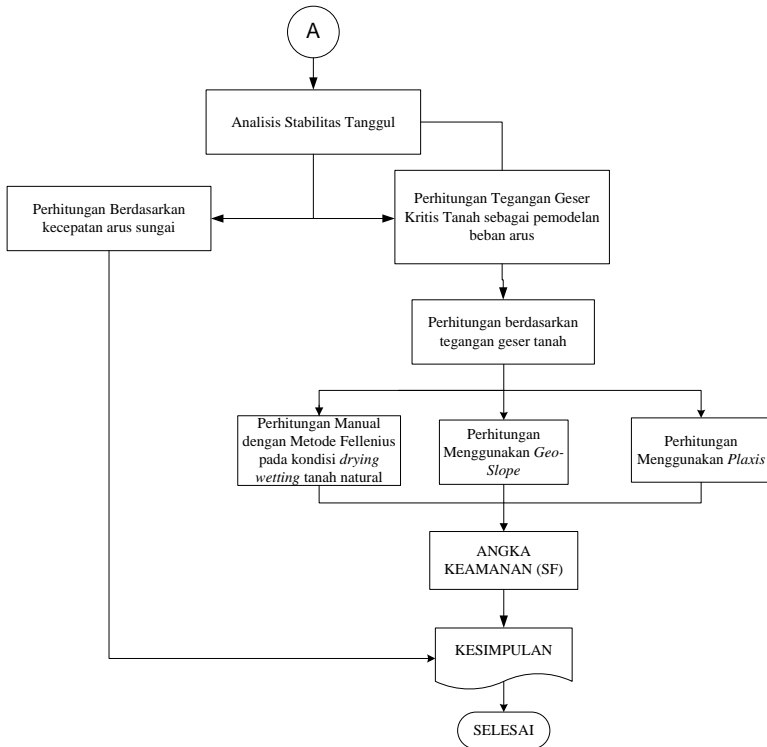 A
Analisis Stabilitas Tanggul
Perhitungan Berdasarkan
kecepatan arus sungai
Perhitungan Tegangan Geser
Kritis Tanah sebagai pemodelan
beban arus
Perhitungan berdasarkan
tegangan geser tanah
Perhitungan Manual
dengan Metode Fellenius
pada kondisi drying
wetting tanah natural
Perhitungan
Menggunakan Geo-
Slope
Perhitungan
Menggunakan Plaxis
ANGKA
KEAMANAN (SF)
KESIMPULAN
SELESAI